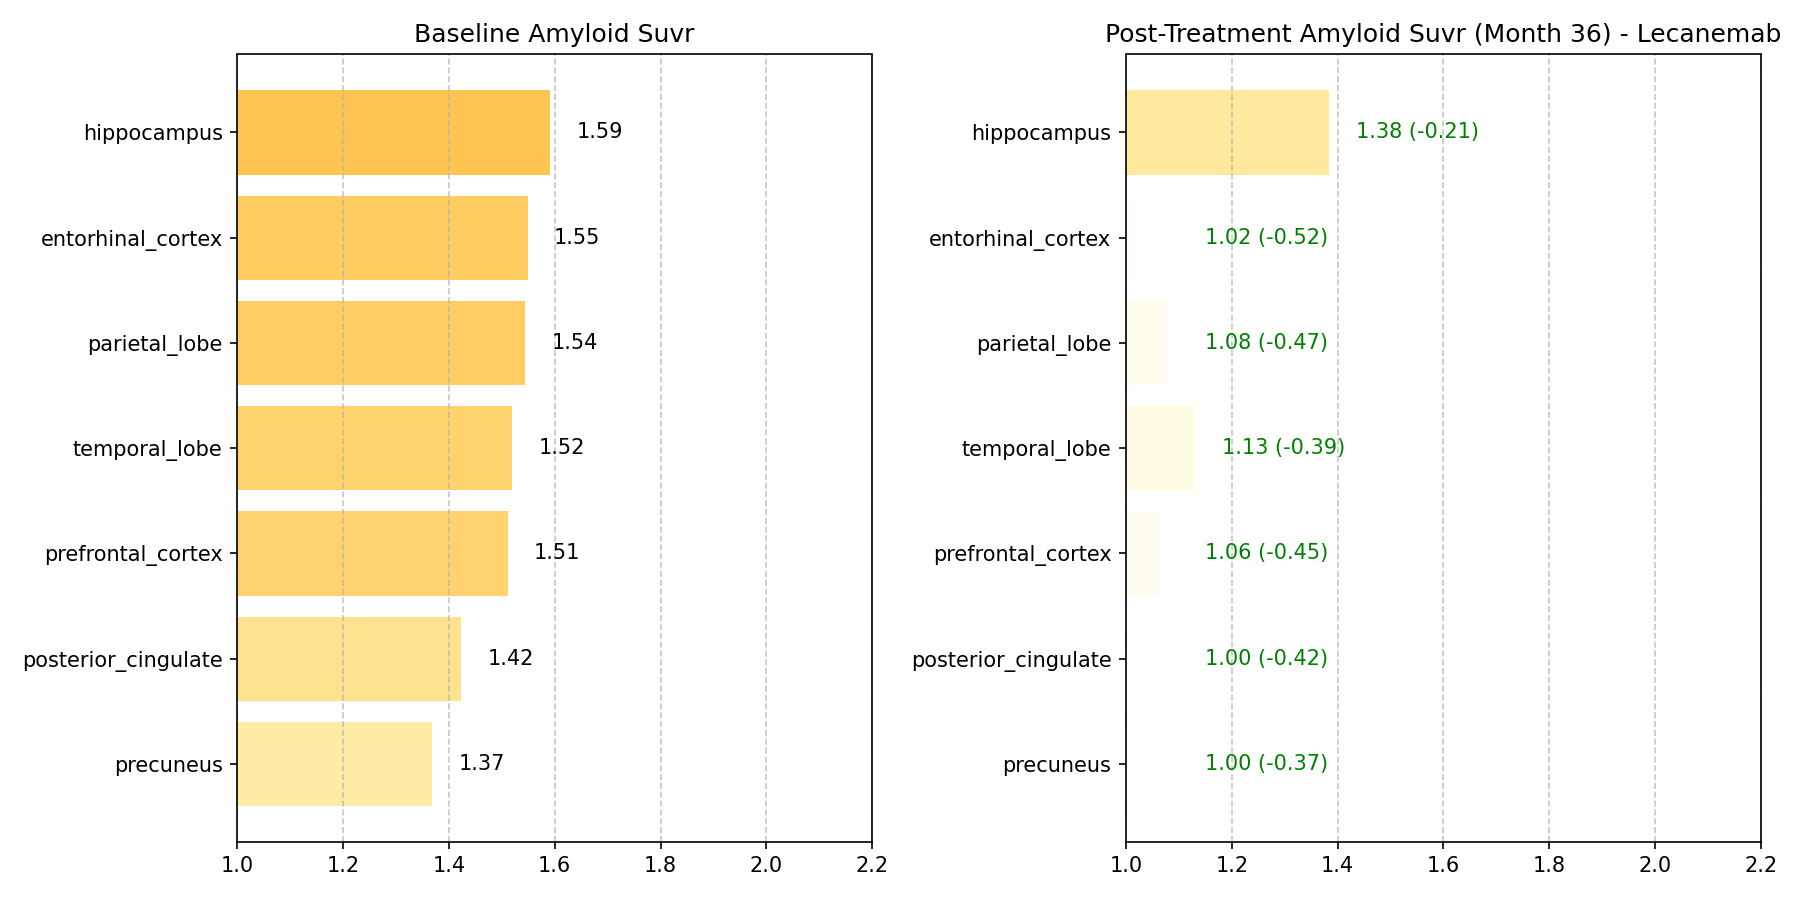 Baseline Amyloid Suvr
hippocampus 1.59
entorhinal_cortex 1.55
parietal_lobe 1.54
temporal_lobe 1.52
prefrontal_cortex 1.51
posterior_cingulate 1.42
precuneus 1.37
1.0 1.2 1.4 1.6 1.8 2.0 2.2
Post-Treatment Amyloid Suvr (Month 36) - Lecanemab
hippocampus 1.38 (-0.21)
entorhinal_cortex 1.02 (-0.52)
parietal_lobe 1.08 (-0.47)
temporal_lobe 1.13 (-0.39)
prefrontal_cortex 1.06 (-0.45)
posterior_cingulate 1.00 (-0.42)
precuneus 1.00 (-0.37)
1.0 1.2 1.4 1.6 1.8 2.0 2.2